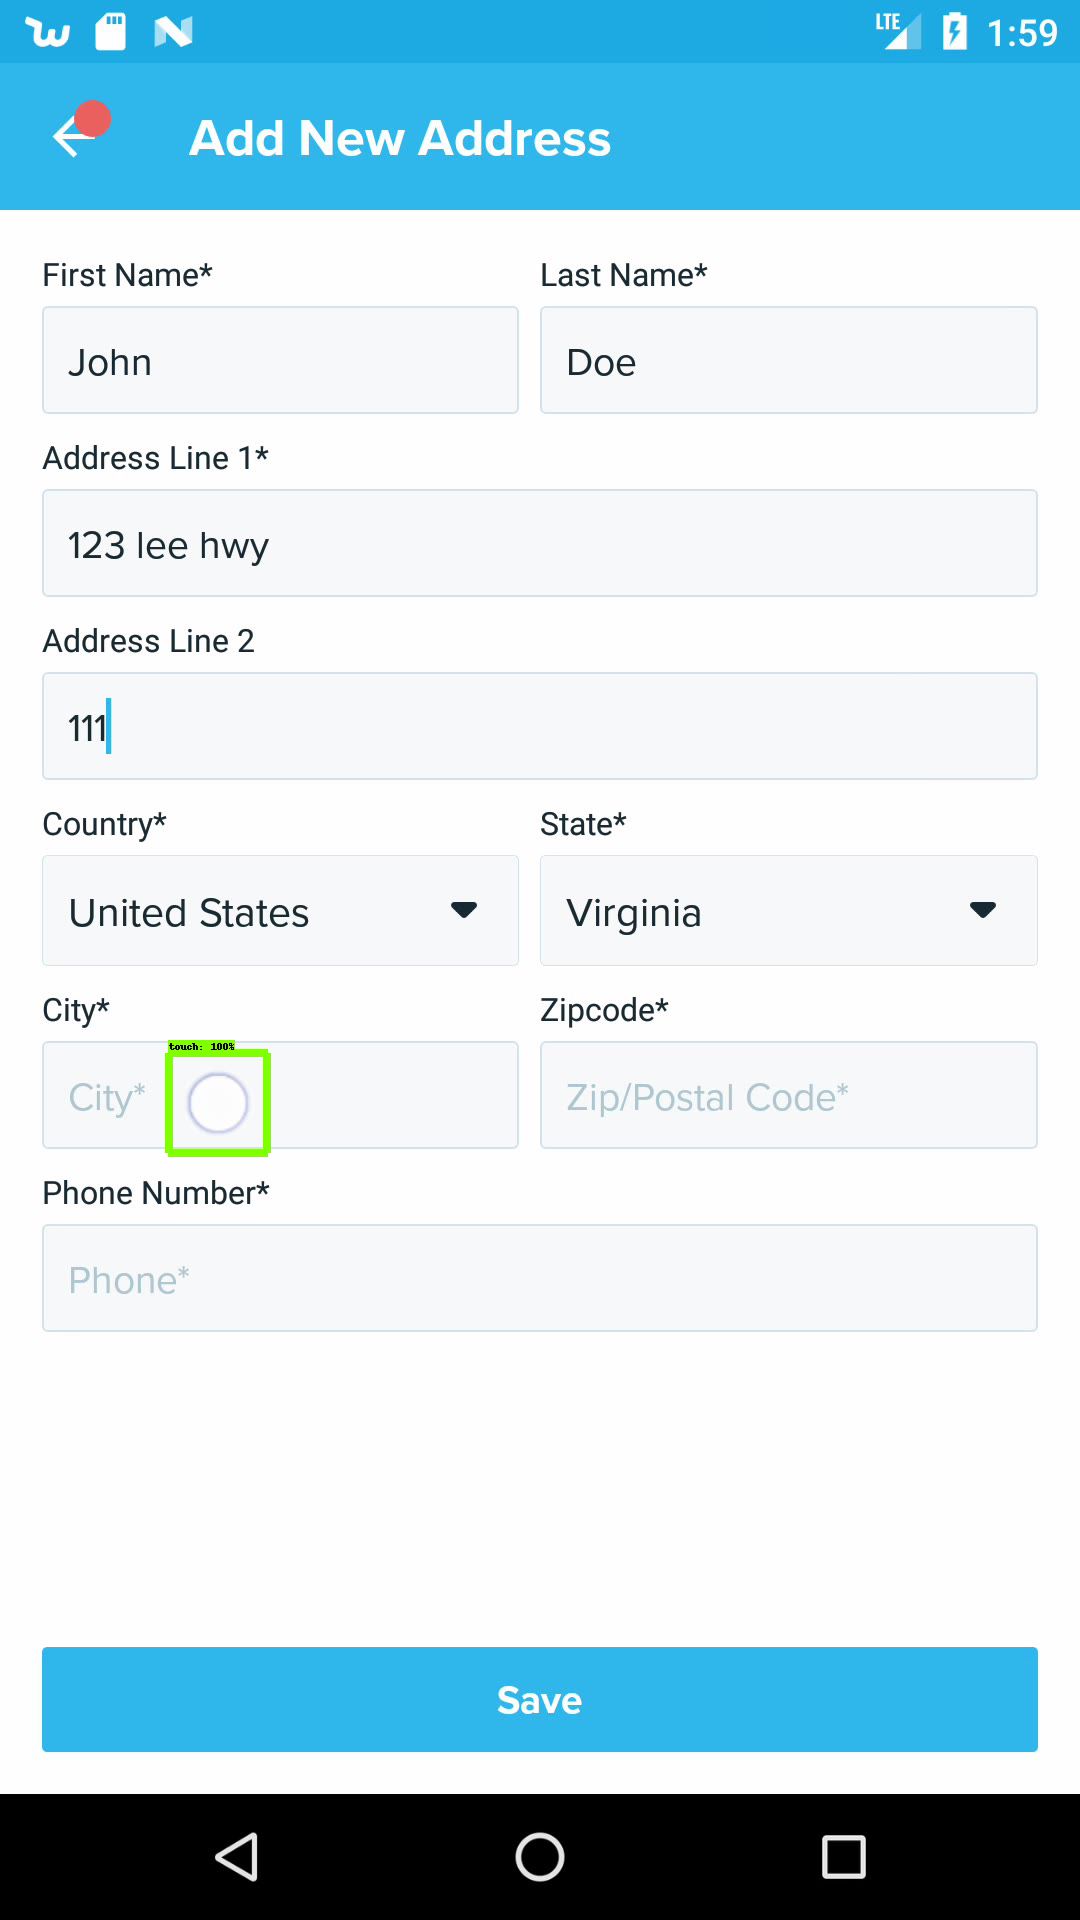 LTE 1:59
Add New Address
First Name* Last Name*
John Doe
Address Line 1*
123 lee hwy
Address Line 2
111
Country* State*
United States Virginia
City* Zipcode*
touch: 100%
City* Zip/Postal Code*
Phone Number*
Phone*
Save